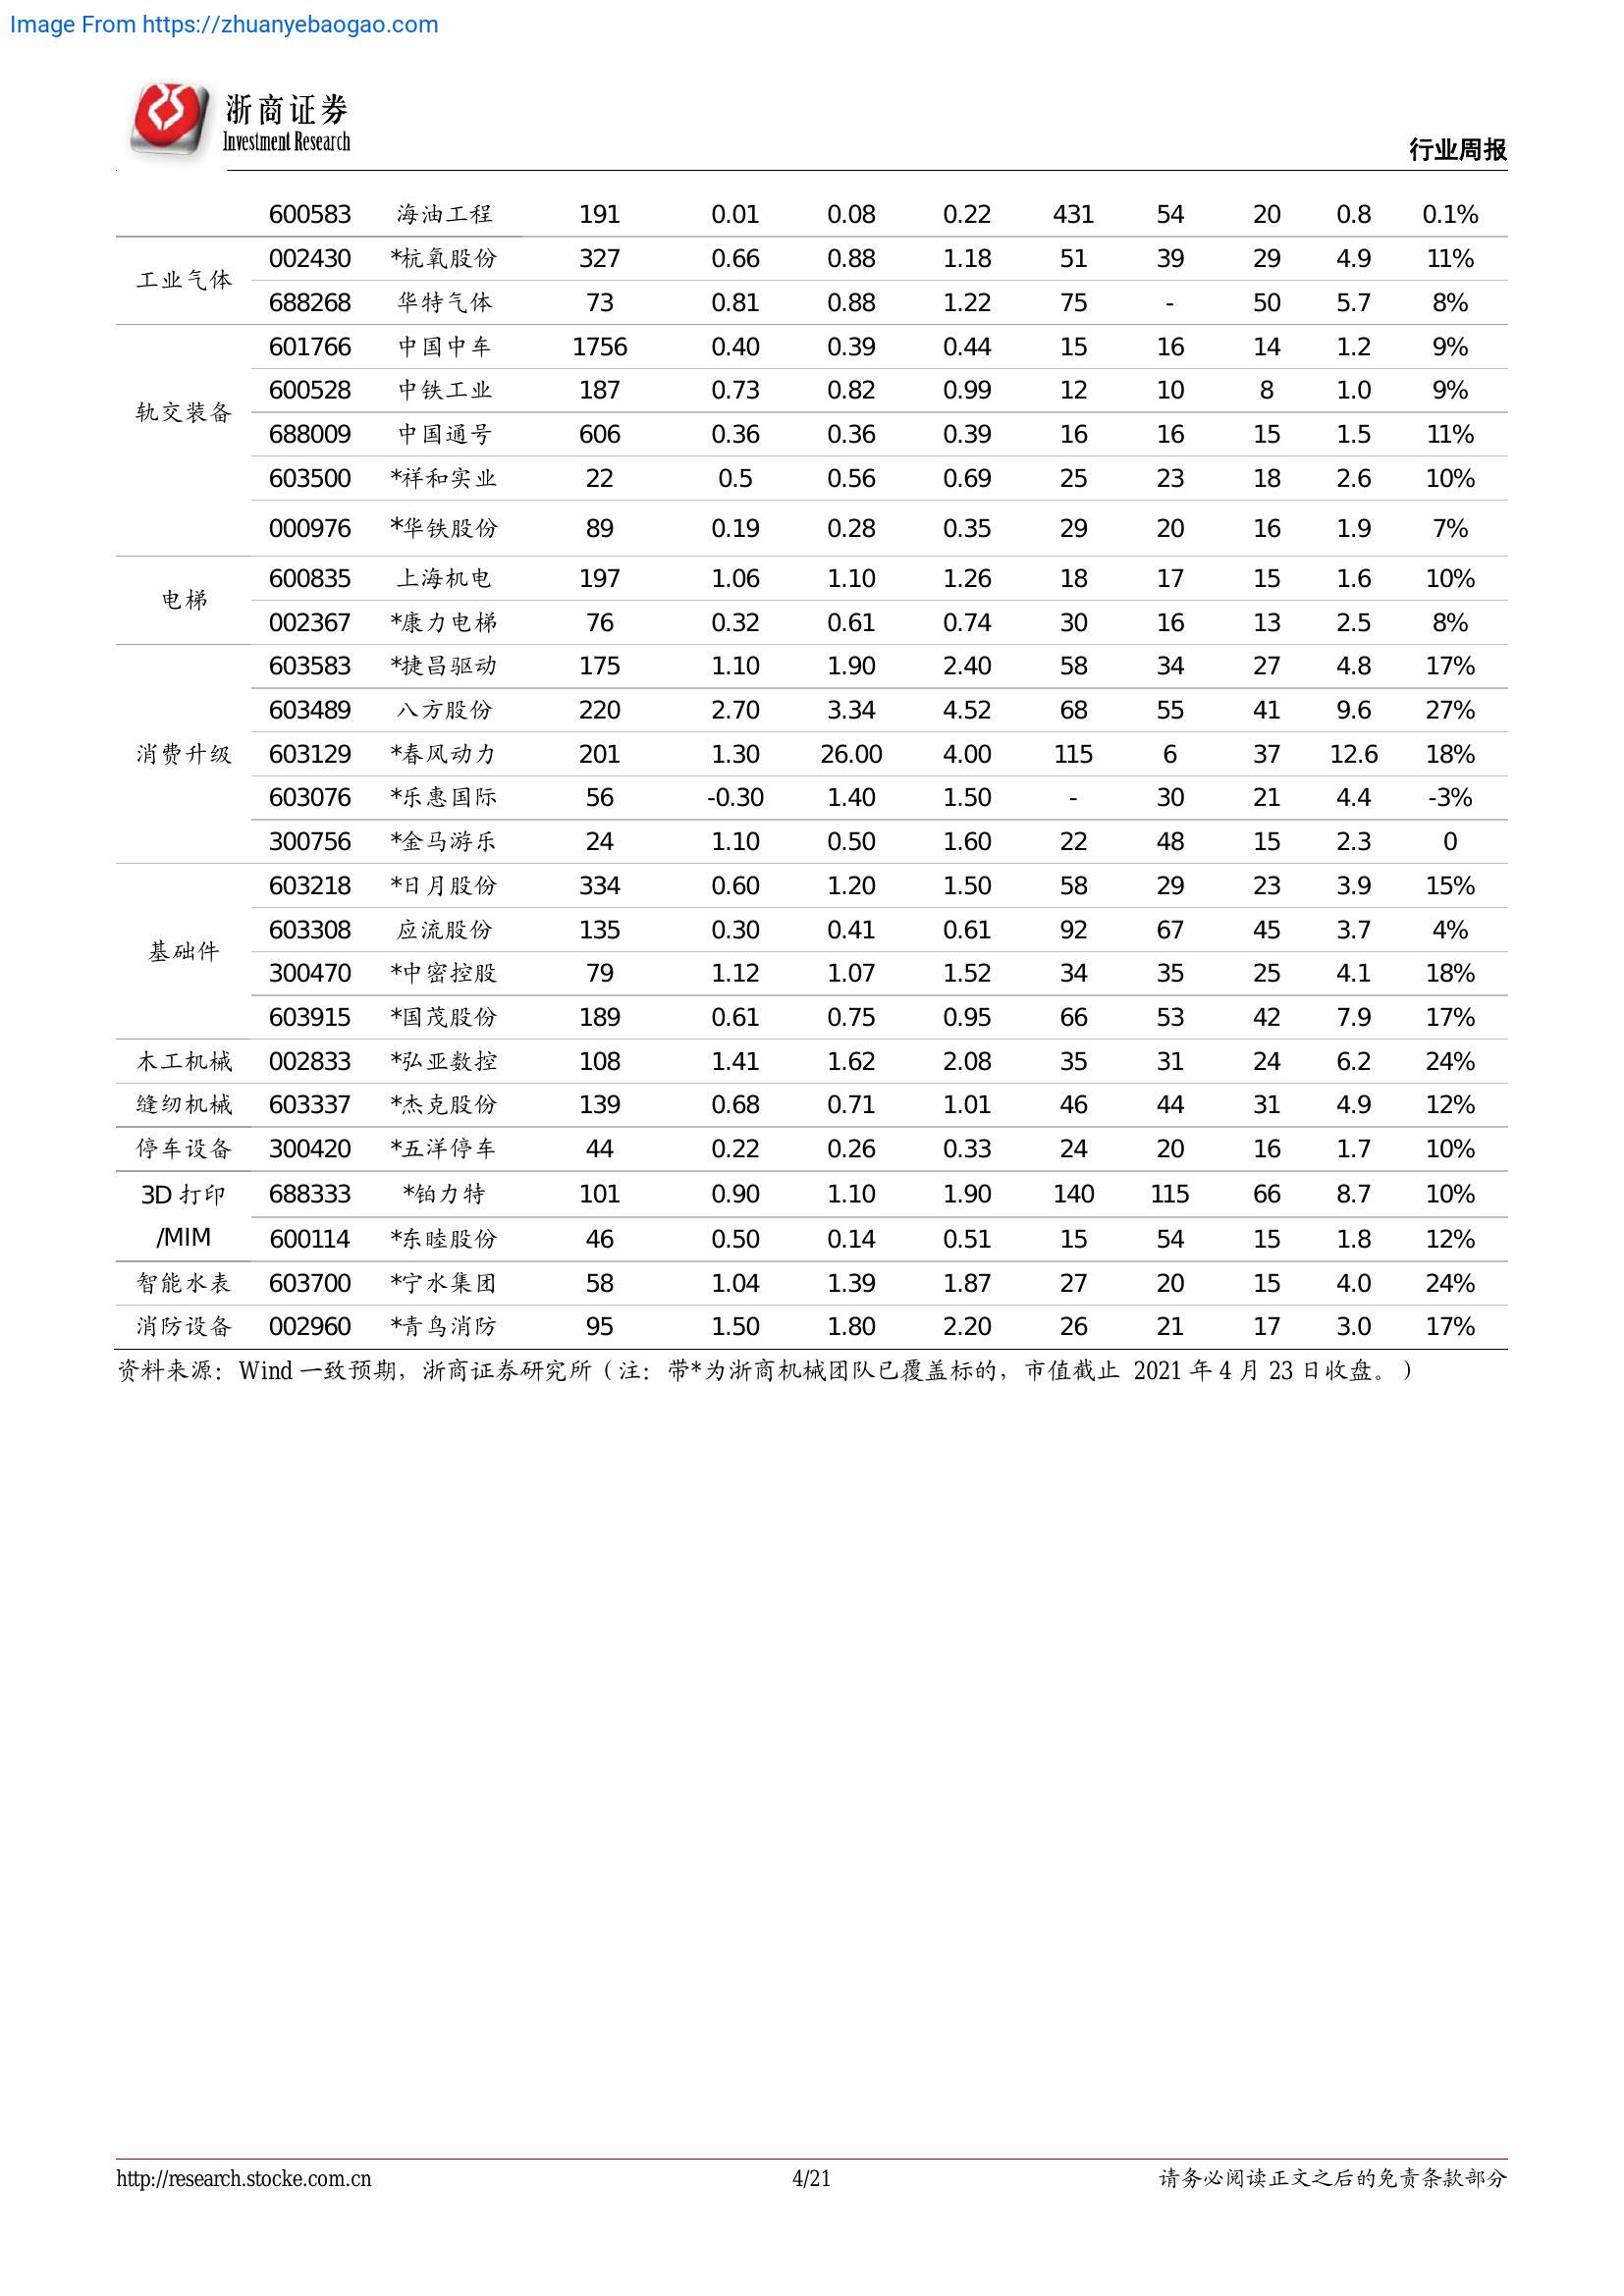 Image From https://zhuanyebaogao.com
浙商证券
Investment Research
行业周报
600583 海油工程 191 0.01 0.08 0.22 431 54 20 0.8 0.1%
工业气体 002430 *杭氧股份 327 0.66 0.88 1.18 51 39 29 4.9 11%
688268 华特气体 73 0.81 0.88 1.22 75 - 50 5.7 8%
轨交装备 601766 中国中车 1756 0.40 0.39 0.44 15 16 14 1.2 9%
600528 中铁工业 187 0.73 0.82 0.99 12 10 8 1.0 9%
688009 中国通号 606 0.36 0.36 0.39 16 16 15 1.5 11%
603500 *祥和实业 22 0.5 0.56 0.69 25 23 18 2.6 10%
000976 *华铁股份 89 0.19 0.28 0.35 29 20 16 1.9 7%
电梯 600835 上海机电 197 1.06 1.10 1.26 18 17 15 1.6 10%
002367 *康力电梯 76 0.32 0.61 0.74 30 16 13 2.5 8%
消费升级 603583 *捷昌驱动 175 1.10 1.90 2.40 58 34 27 4.8 17%
603489 八方股份 220 2.70 3.34 4.52 68 55 41 9.6 27%
603129 *春风动力 201 1.30 26.00 4.00 115 6 37 12.6 18%
603076 *乐惠国际 56 -0.30 1.40 1.50 - 30 21 4.4 -3%
300756 *金马游乐 24 1.10 0.50 1.60 22 48 15 2.3 0
基础件 603218 *日月股份 334 0.60 1.20 1.50 58 29 23 3.9 15%
603308 应流股份 135 0.30 0.41 0.61 92 67 45 3.7 4%
300470 *中密控股 79 1.12 1.07 1.52 34 35 25 4.1 18%
603915 *国茂股份 189 0.61 0.75 0.95 66 53 42 7.9 17%
木工机械 002833 *弘亚数控 108 1.41 1.62 2.08 35 31 24 6.2 24%
缝纫机械 603337 *杰克股份 139 0.68 0.71 1.01 46 44 31 4.9 12%
停车设备 300420 *五洋停车 44 0.22 0.26 0.33 24 20 16 1.7 10%
3D 打印 688333 *铂力特 101 0.90 1.10 1.90 140 115 66 8.7 10%
/MIM 600114 *东睦股份 46 0.50 0.14 0.51 15 54 15 1.8 12%
智能水表 603700 *宁水集团 58 1.04 1.39 1.87 27 20 15 4.0 24%
消防设备 002960 *青鸟消防 95 1.50 1.80 2.20 26 21 17 3.0 17%
资料来源：Wind 一致预期，浙商证券研究所（注：带*为浙商机械团队已覆盖标的，市值截止 2021 年 4 月 23 日收盘。）
http://research.stocke.com.cn 4/21 请务必阅读正文之后的免责条款部分